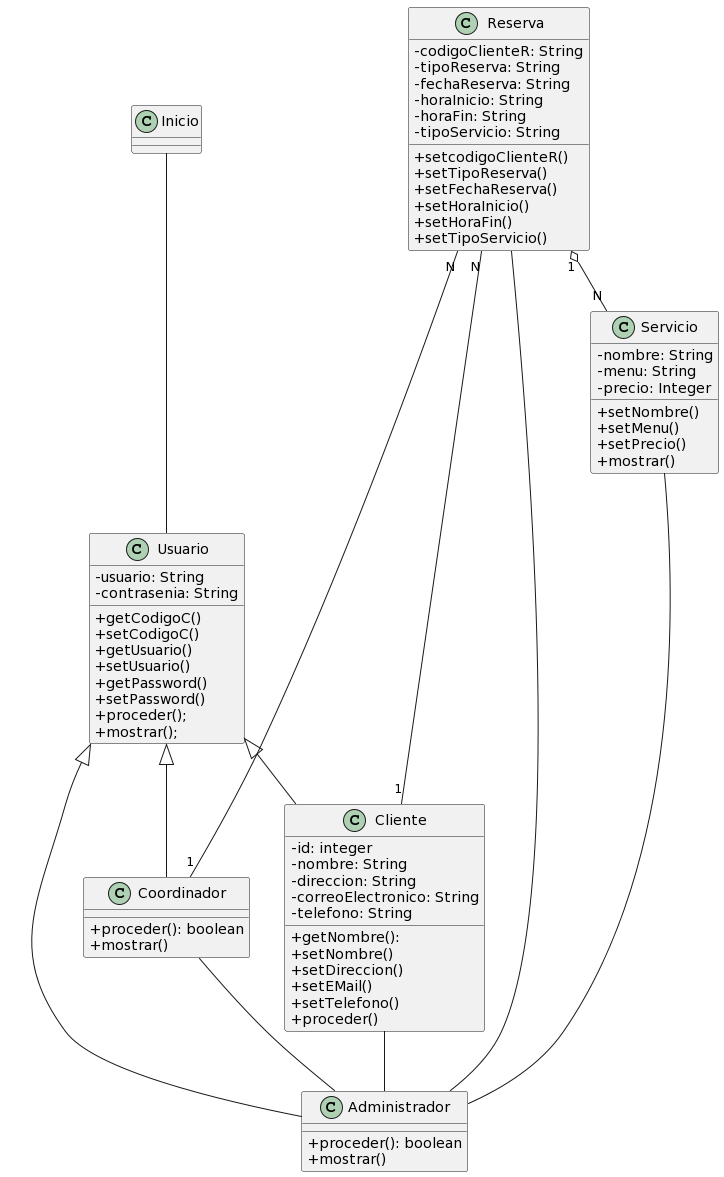 Reserva
-codigoClienteR: String
-tipoReserva: String
-fechaReserva: String
-horaInicio: String
-horaFin: String
-tipoServicio: String
+setcodigoClienteR()
+setTipoReserva()
+setFechaReserva()
+setHoraInicio()
+setHoraFin()
+setTipoServicio()
Inicio
N
N
1
N
Servicio
-nombre: String
-menu: String
-precio: Integer
+setNombre()
+setMenu()
+setPrecio()
+mostrar()
Usuario
-usuario: String
-contrasenia: String
+getCodigoC()
+setCodigoC()
+getUsuario()
+setUsuario()
+getPassword()
+setPassword()
+proceder();
+mostrar();
1
Cliente
-id: integer
-nombre: String
-direccion: String
-correoElectronico: String
-telefono: String
+getNombre():
+setNombre()
+setDireccion()
+setEMail()
+setTelefono()
+proceder()
1
Coordinador
+proceder(): boolean
+mostrar()
Administrador
+proceder(): boolean
+mostrar()